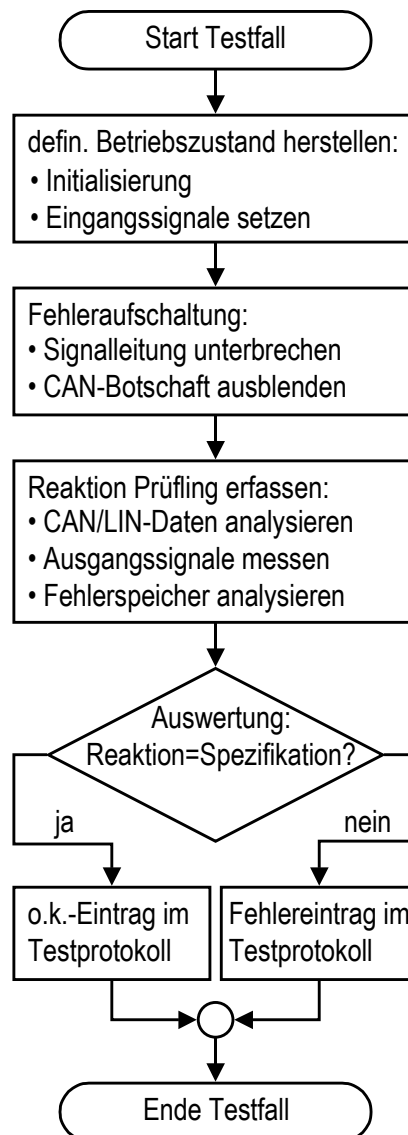 Start Testfall
defin. Betriebszustand herstellen:
• Initialisierung
• Eingangssignale setzen
Fehleraufschaltung:
• Signalleitung unterbrechen
• CAN-Botschaft ausblenden
Reaktion Prüfling erfassen:
• CAN/LIN-Daten analysieren
• Ausgangssignale messen
• Fehlerspeicher analysieren
Auswertung:
Reaktion=Spezifikation?
ja
nein
o.k.-Eintrag im
Testprotokoll
Fehlereintrag im
Testprotokoll
Ende Testfall